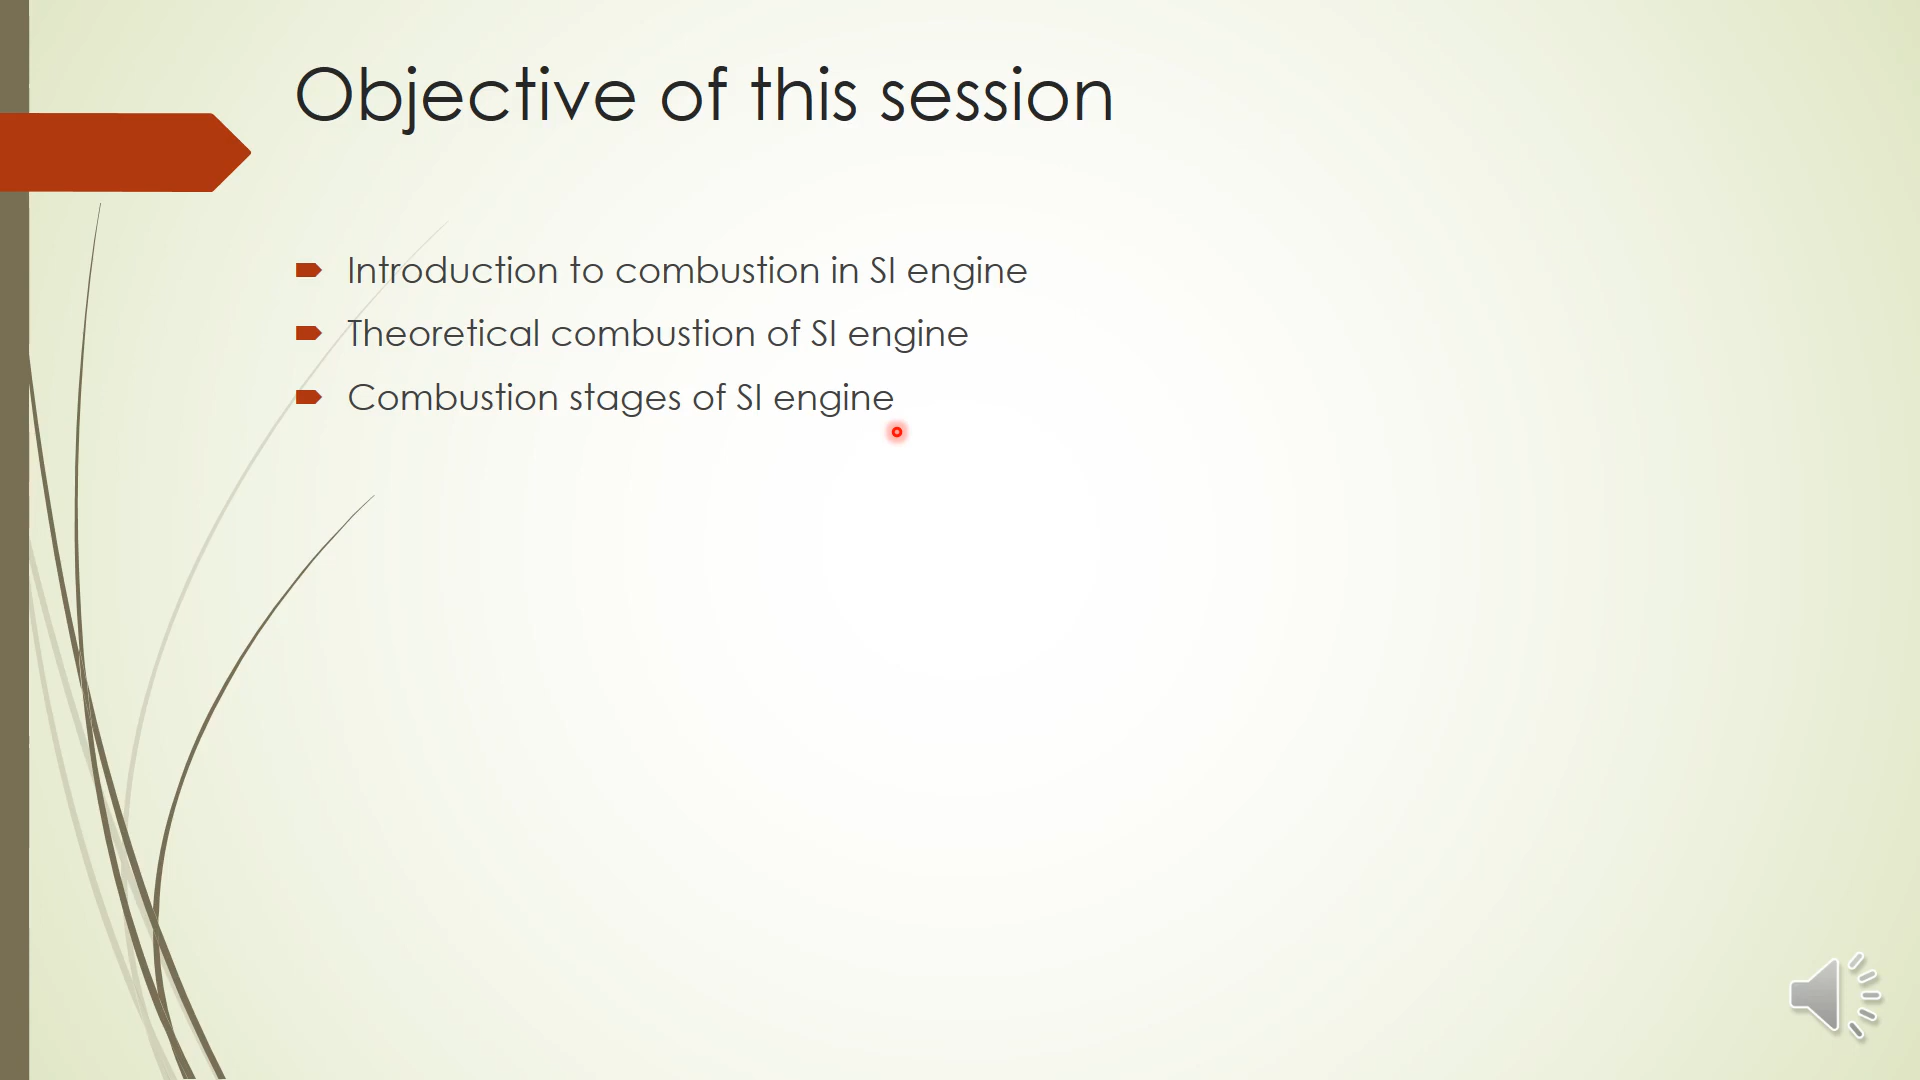 Objective of this session
Introduction to combustion in SI engine
Theoretical combustion of SI engine
Combustion stages of SI engine